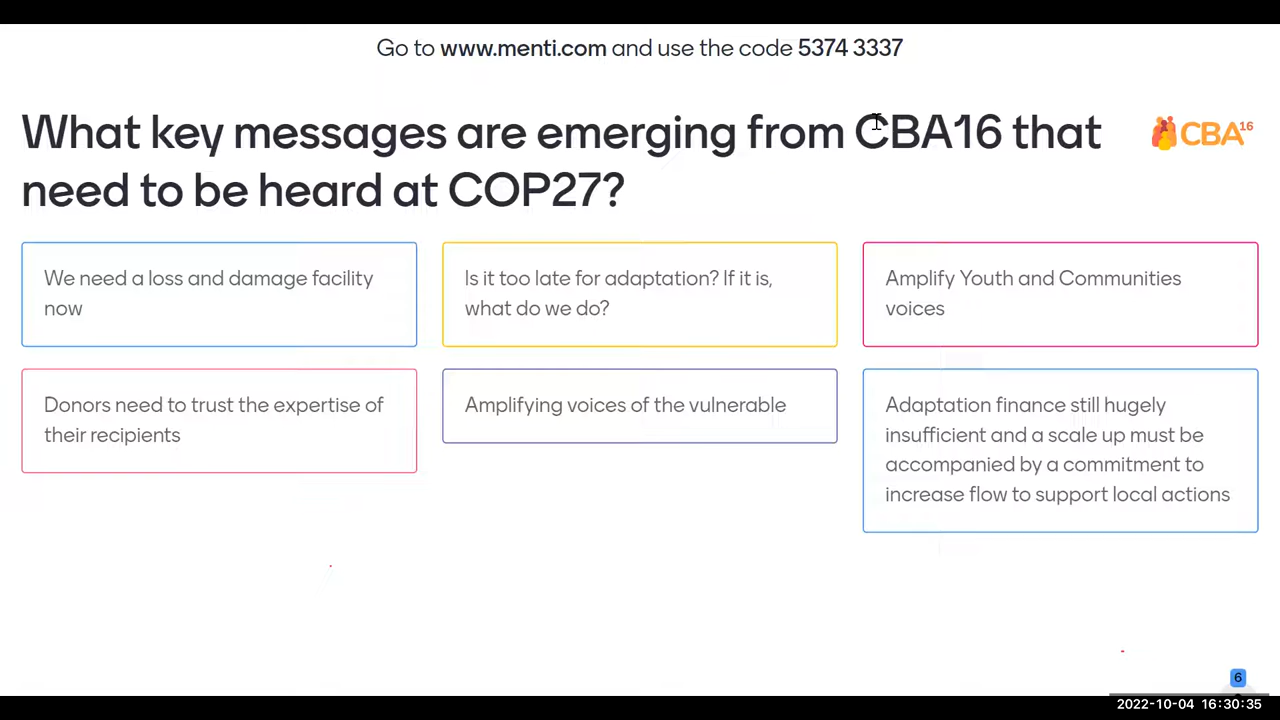 Go to www.menti.com and use the code 5374 3337
What key messages are emerging from CBA16 that
need to be heard at COP27?
CBA16
We need a loss and damage facility
now
Is it too late for adaptation? If it is,
what do we do?
Amplify Youth and Communities
voices
Donors need to trust the expertise of
their recipients
Amplifying voices of the vulnerable
Adaptation finance still hugely
insufficient and a scale up must be
accompanied by a commitment to
increase flow to support local actions
6
2022-10-04 16:30:35